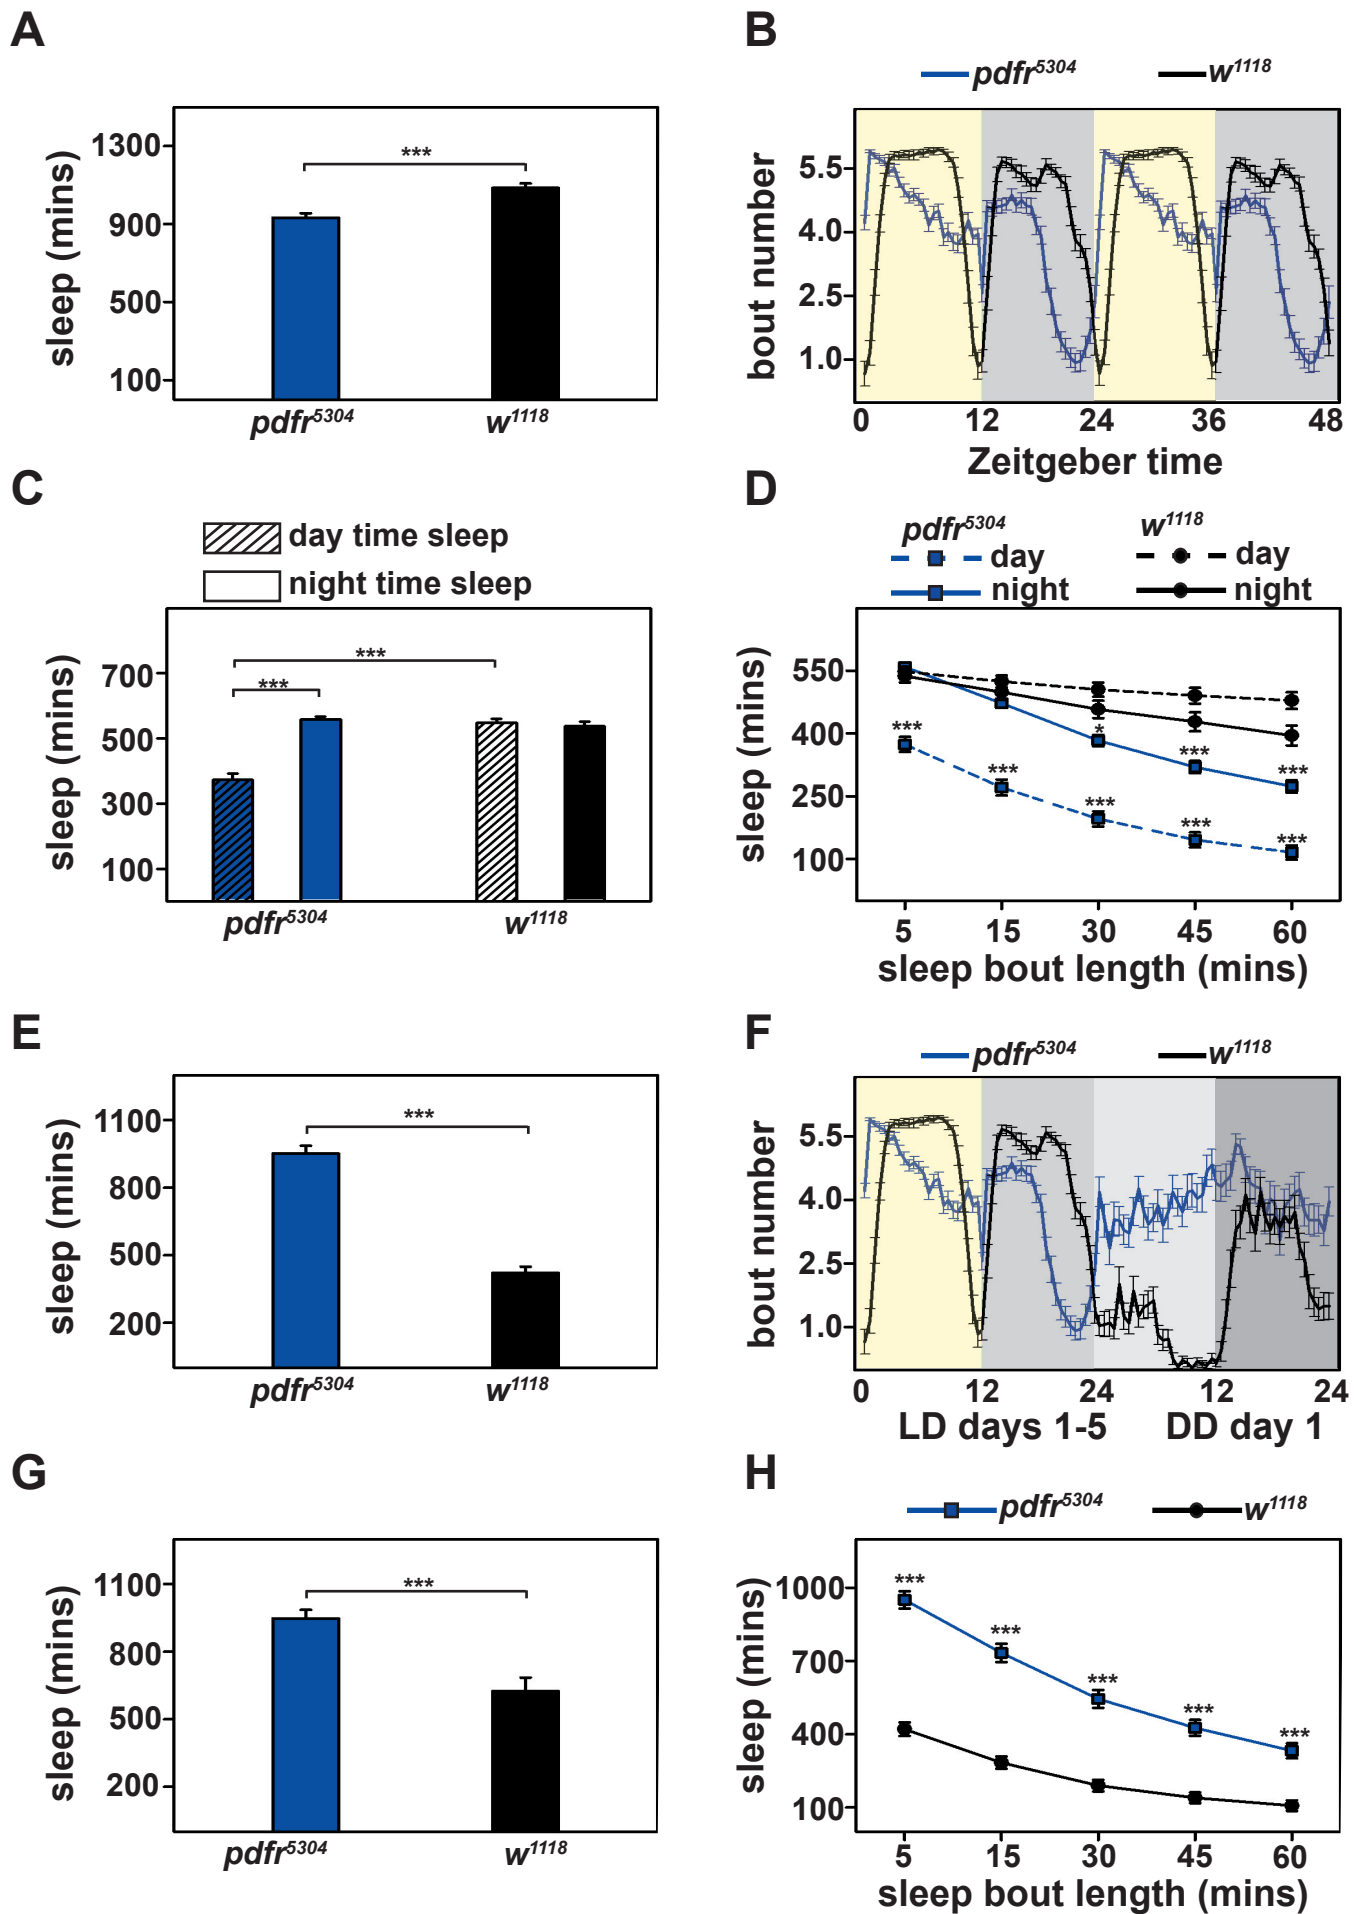 A
sleep (mins)
1300
900
500
100
***
pdfr5304
w1118
B
pdfr5304
w1118
bout number
5.5
4.0
2.5
1.0
0
12
24
36
48
Zeitgeber time
C
day time sleep
night time sleep
sleep (mins)
700
500
300
100
***
***
pdfr5304
w1118
D
pdfr5304
w1118
day
day
night
night
sleep (mins)
550
400
250
100
***
***
*
***
***
***
***
***
5
15
30
45
60
sleep bout length (mins)
E
sleep (mins)
1100
800
500
200
***
pdfr5304
w1118
F
pdfr5304
w1118
bout number
5.5
4.0
2.5
1.0
0
12
24
12
24
LD days 1-5
DD day 1
G
sleep (mins)
1100
800
500
200
***
pdfr5304
w1118
H
pdfr5304
w1118
sleep (mins)
1000
700
400
100
***
***
***
***
***
5
15
30
45
60
sleep bout length (mins)